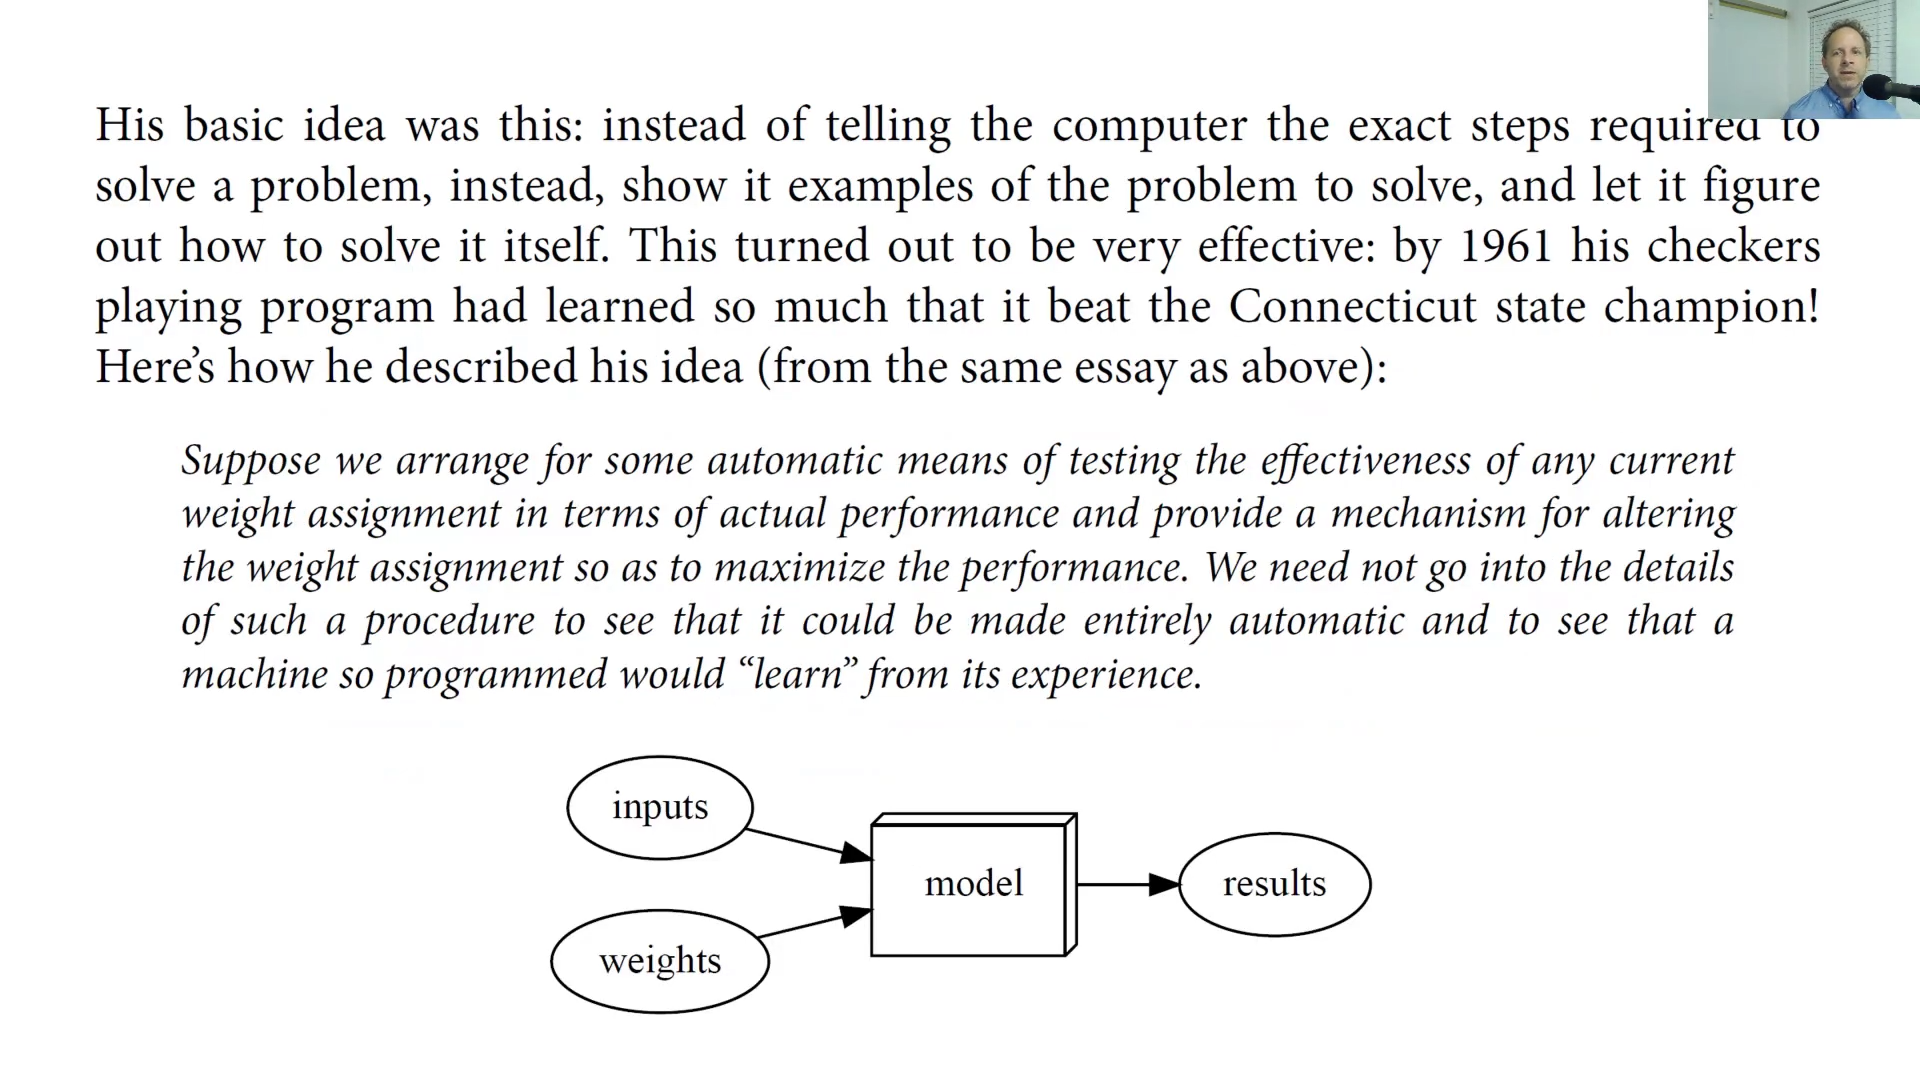 His basic idea was this: instead of telling the computer the exact steps required to
solve a problem, instead, show it examples of the problem to solve, and let it figure
out how to solve it itself. This turned out to be very effective: by 1961 his checkers
playing program had learned so much that it beat the Connecticut state champion!
Here’s how he described his idea (from the same essay as above):
Suppose we arrange for some automatic means of testing the effectiveness of any current
weight assignment in terms of actual performance and provide a mechanism for altering
the weight assignment so as to maximize the performance. We need not go into the details
of such a procedure to see that it could be made entirely automatic and to see that a
machine so programmed would “learn” from its experience.
inputs
model
results
weights